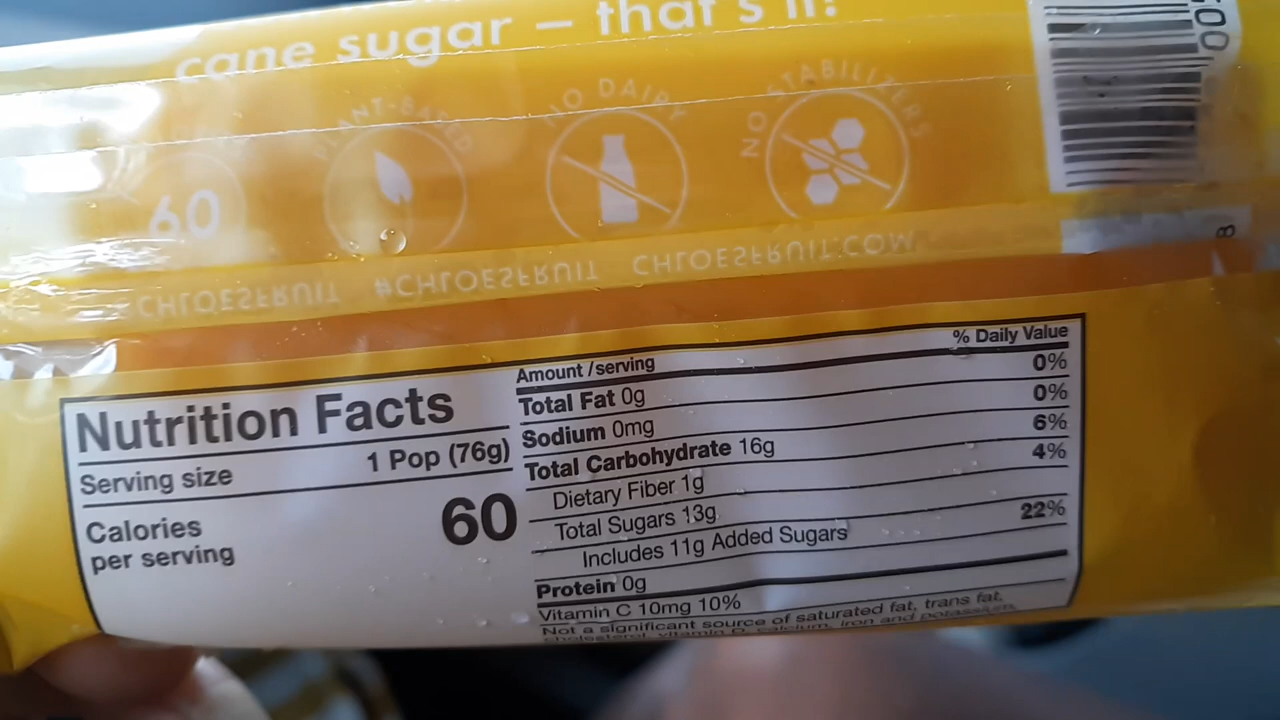 cane sugar – that's it!
60
PLANT-BASED
NO DAIRY
NO STABILIZERS
#CHLOESFRUIT
CHLOESFRUIT.COM
Nutrition Facts
Serving size 1 Pop (76g)
Calories
per serving 60
Amount /serving % Daily Value
Total Fat 0g 0%
Sodium 0mg 0%
Total Carbohydrate 16g 6%
Dietary Fiber 1g 4%
Total Sugars 13g
Includes 11g Added Sugars 22%
Protein 0g
Vitamin C 10mg 10%
Not a significant source of saturated fat, trans fat,
cholesterol, vitamin D, calcium, iron and potassium.